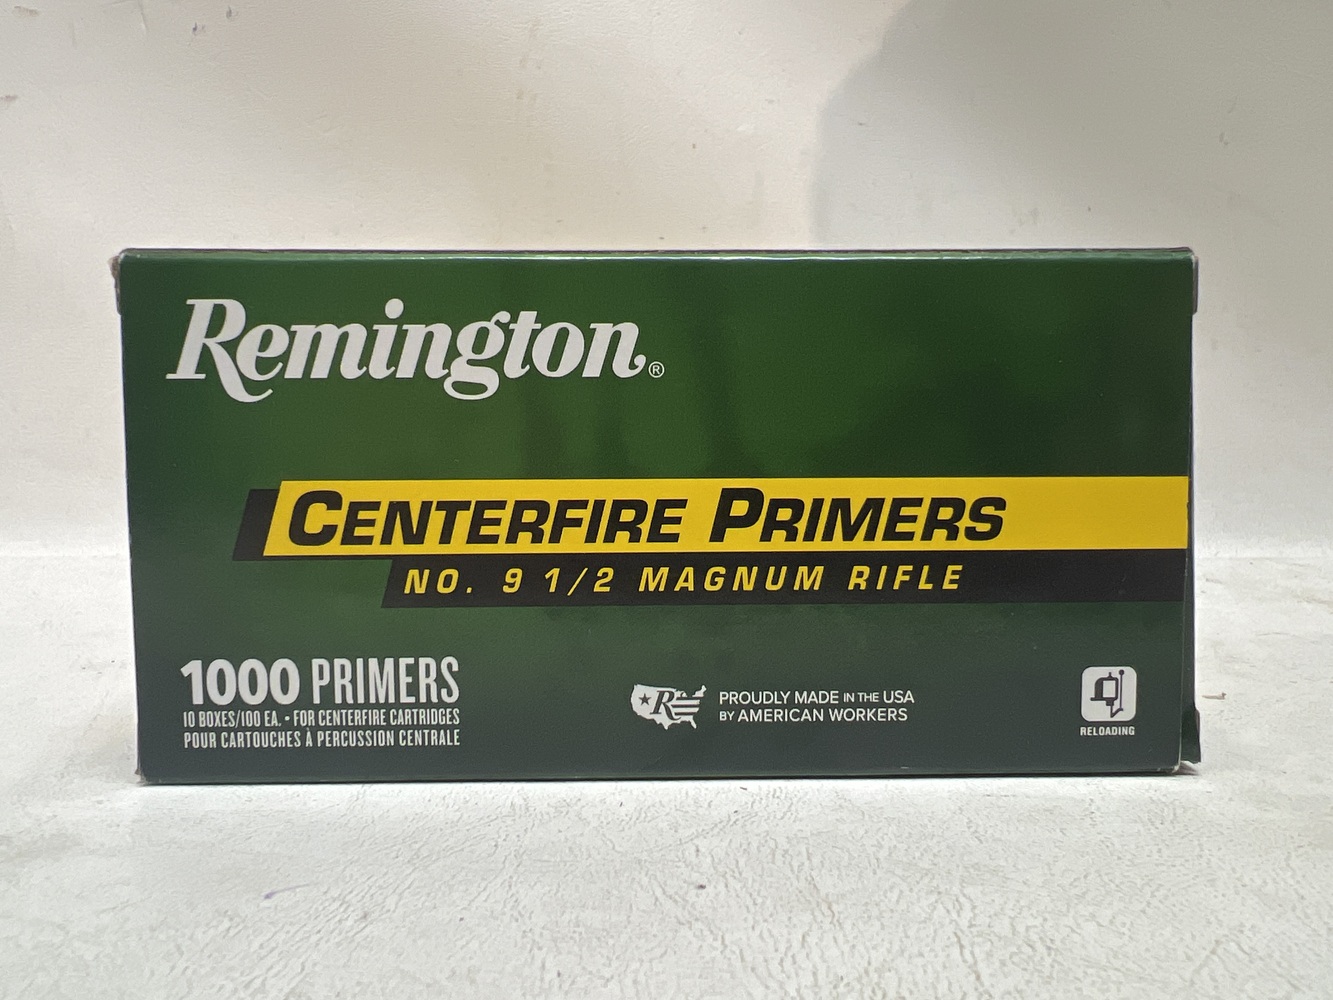 Remington®
CENTERFIRE PRIMERS
NO. 9 1/2 MAGNUM RIFLE
1000 PRIMERS
10 BOXES/100 EA. • FOR CENTERFIRE CARTRIDGES
POUR CARTOUCHES À PERCUSSION CENTRALE
R
PROUDLY MADE IN THE USA
BY AMERICAN WORKERS
RELOADING